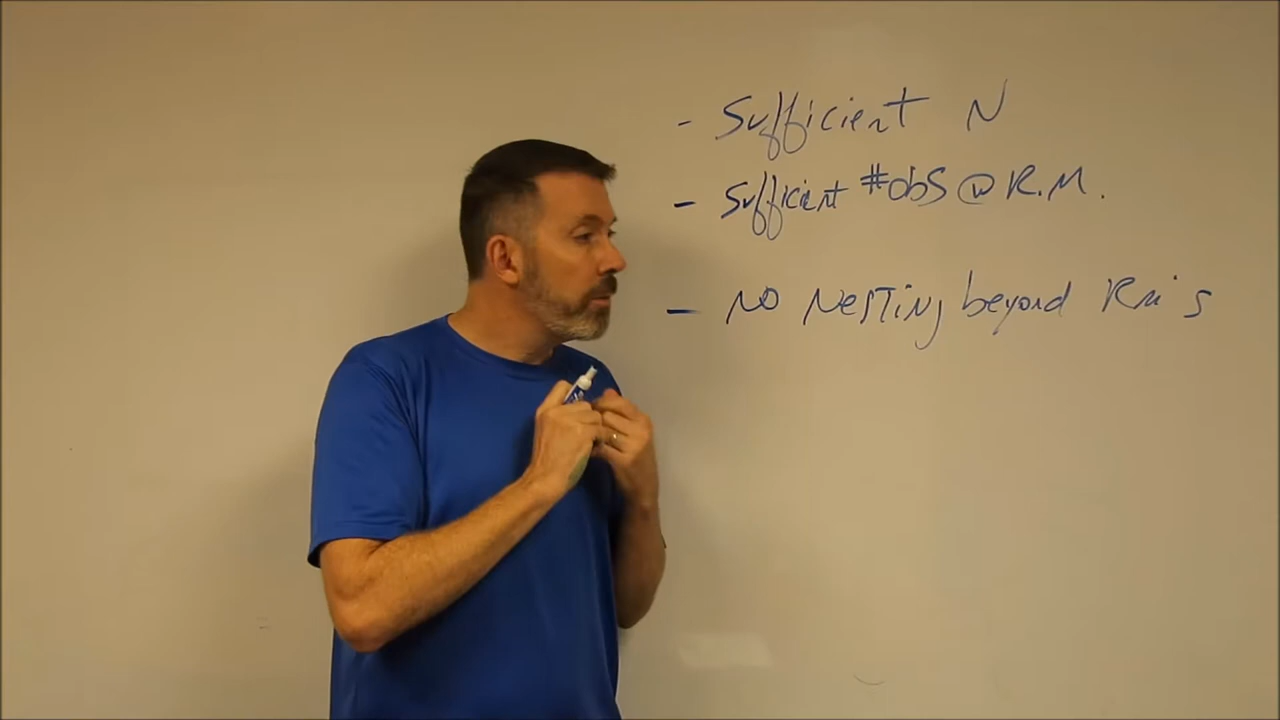 - Sufficient N
- Sufficient #obs @ R.M.
- NO Nesting beyond RM's